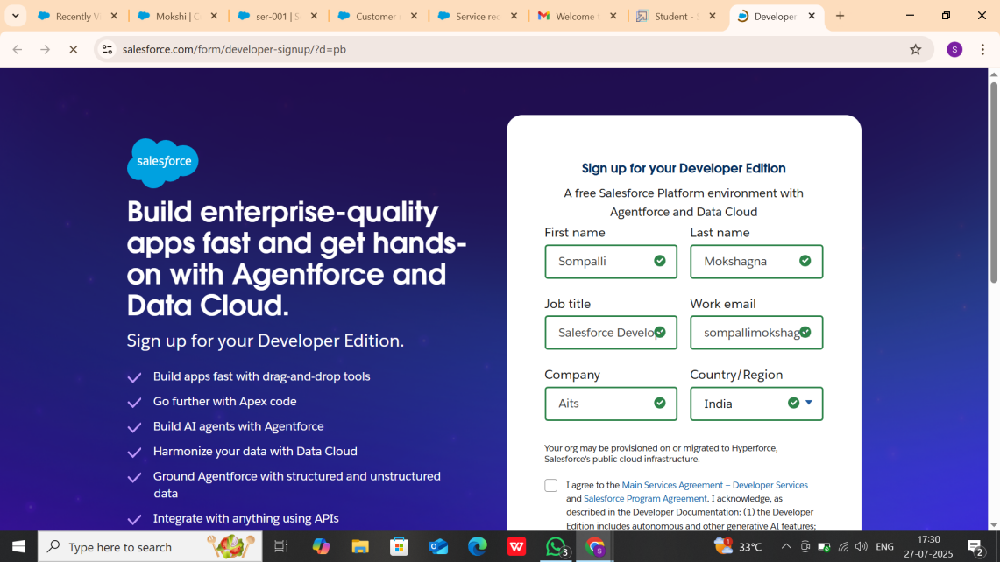 Recently V
Mokshi | C
ser-001 | S
Customer
Service rec
Welcome
Student -
Developer
salesforce.com/form/developer-signup/?d=pb
S
salesforce
Build enterprise-quality
apps fast and get hands-
on with Agentforce and
Data Cloud.
Sign up for your Developer Edition.
Build apps fast with drag-and-drop tools
Go further with Apex code
Build AI agents with Agentforce
Harmonize your data with Data Cloud
Ground Agentforce with structured and unstructured
data
Integrate with anything using APIs
Sign up for your Developer Edition
A free Salesforce Platform environment with
Agentforce and Data Cloud
First name Last name
Sompalli Mokshagna
Job title Work email
Salesforce Develop sompallimokshag
Company Country/Region
Aits India
Your org may be provisioned on or migrated to Hyperforce,
Salesforce's public cloud infrastructure.
I agree to the Main Services Agreement – Developer Services
and Salesforce Program Agreement. I acknowledge, as
described in the Developer Documentation: (1) the Developer
Edition includes autonomous and other generative AI features;
Type here to search
W
3
S
1
33°C
ENG
17:30
27-07-2025
2